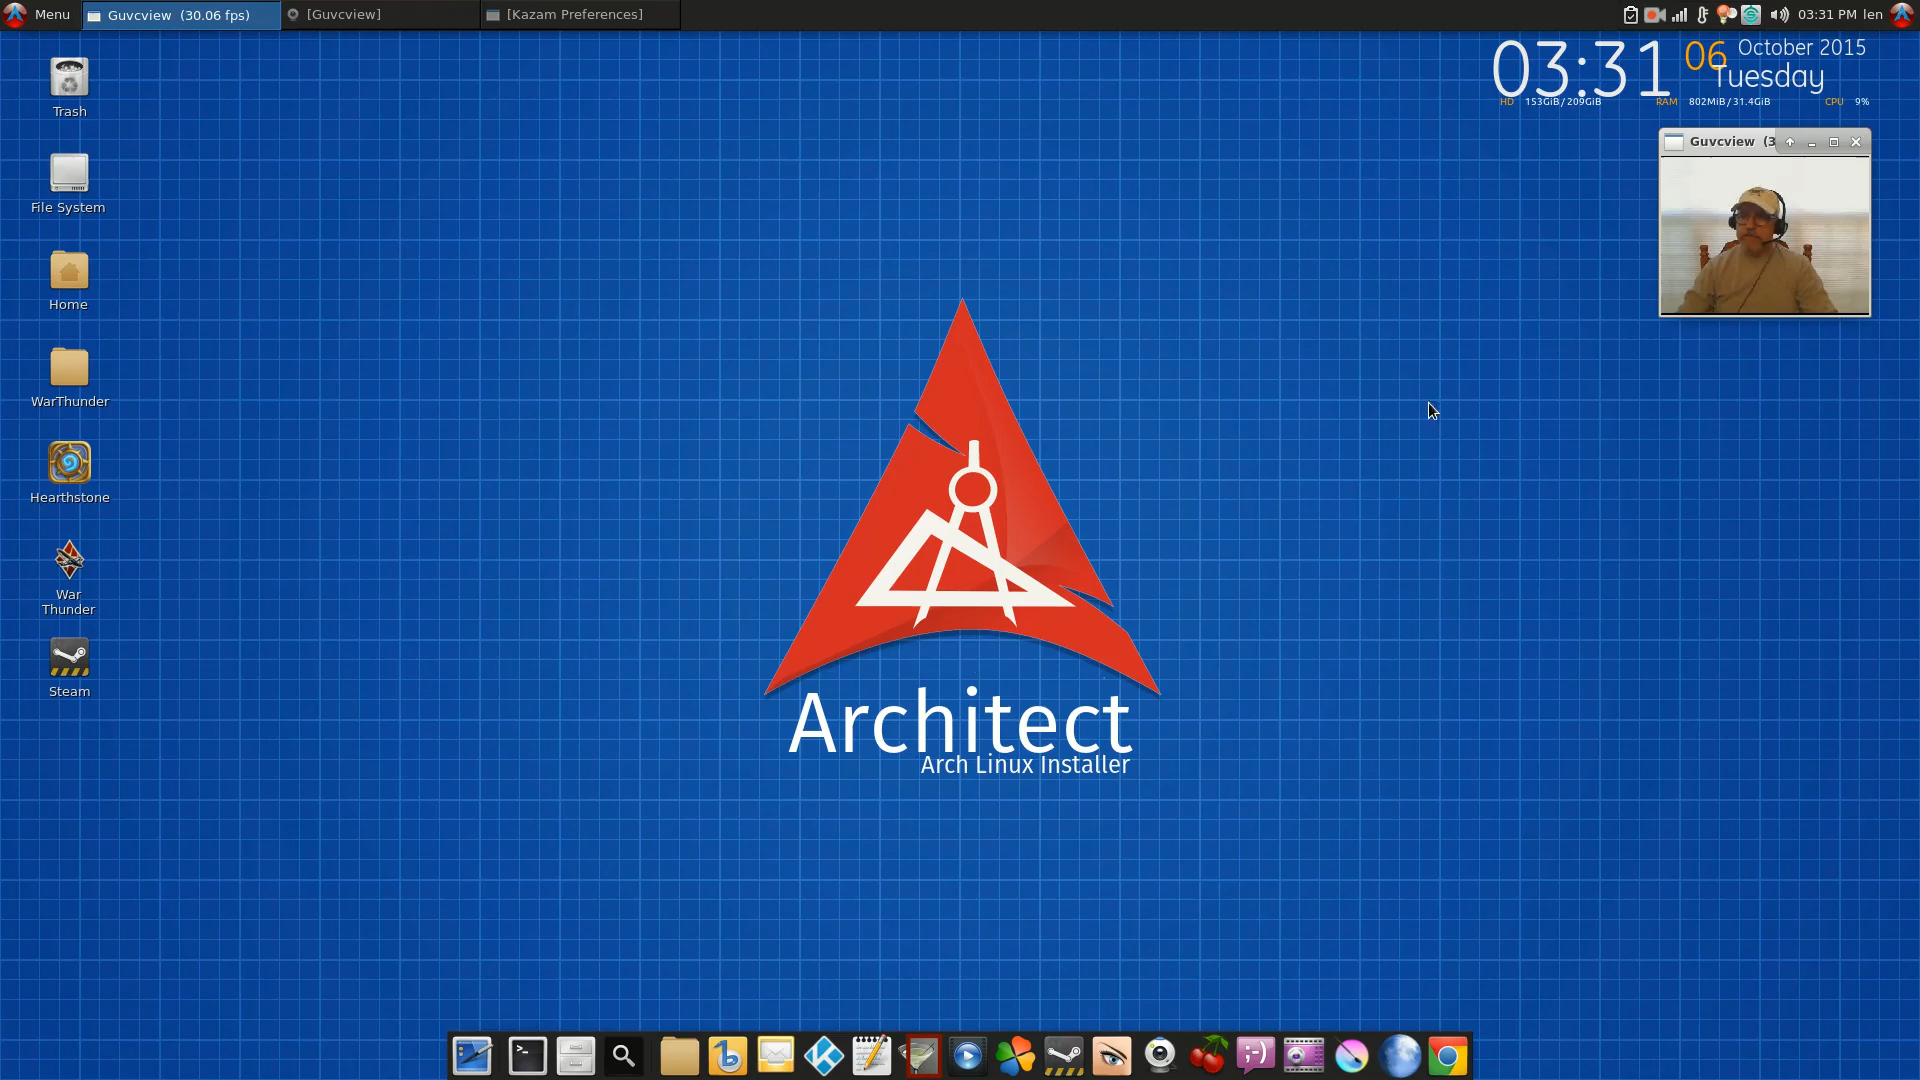 Menu
Guvcview (30.06 fps)
[Guvcview]
[Kazam Preferences]
03:31 PM len
03:31
06
October 2015
Tuesday
HD 153GiB/209GiB
RAM 802MiB/31.4GiB
CPU 9%
Guvcview (3
Trash
File System
Home
WarThunder
Hearthstone
War
Thunder
Steam
Architect
Arch Linux Installer